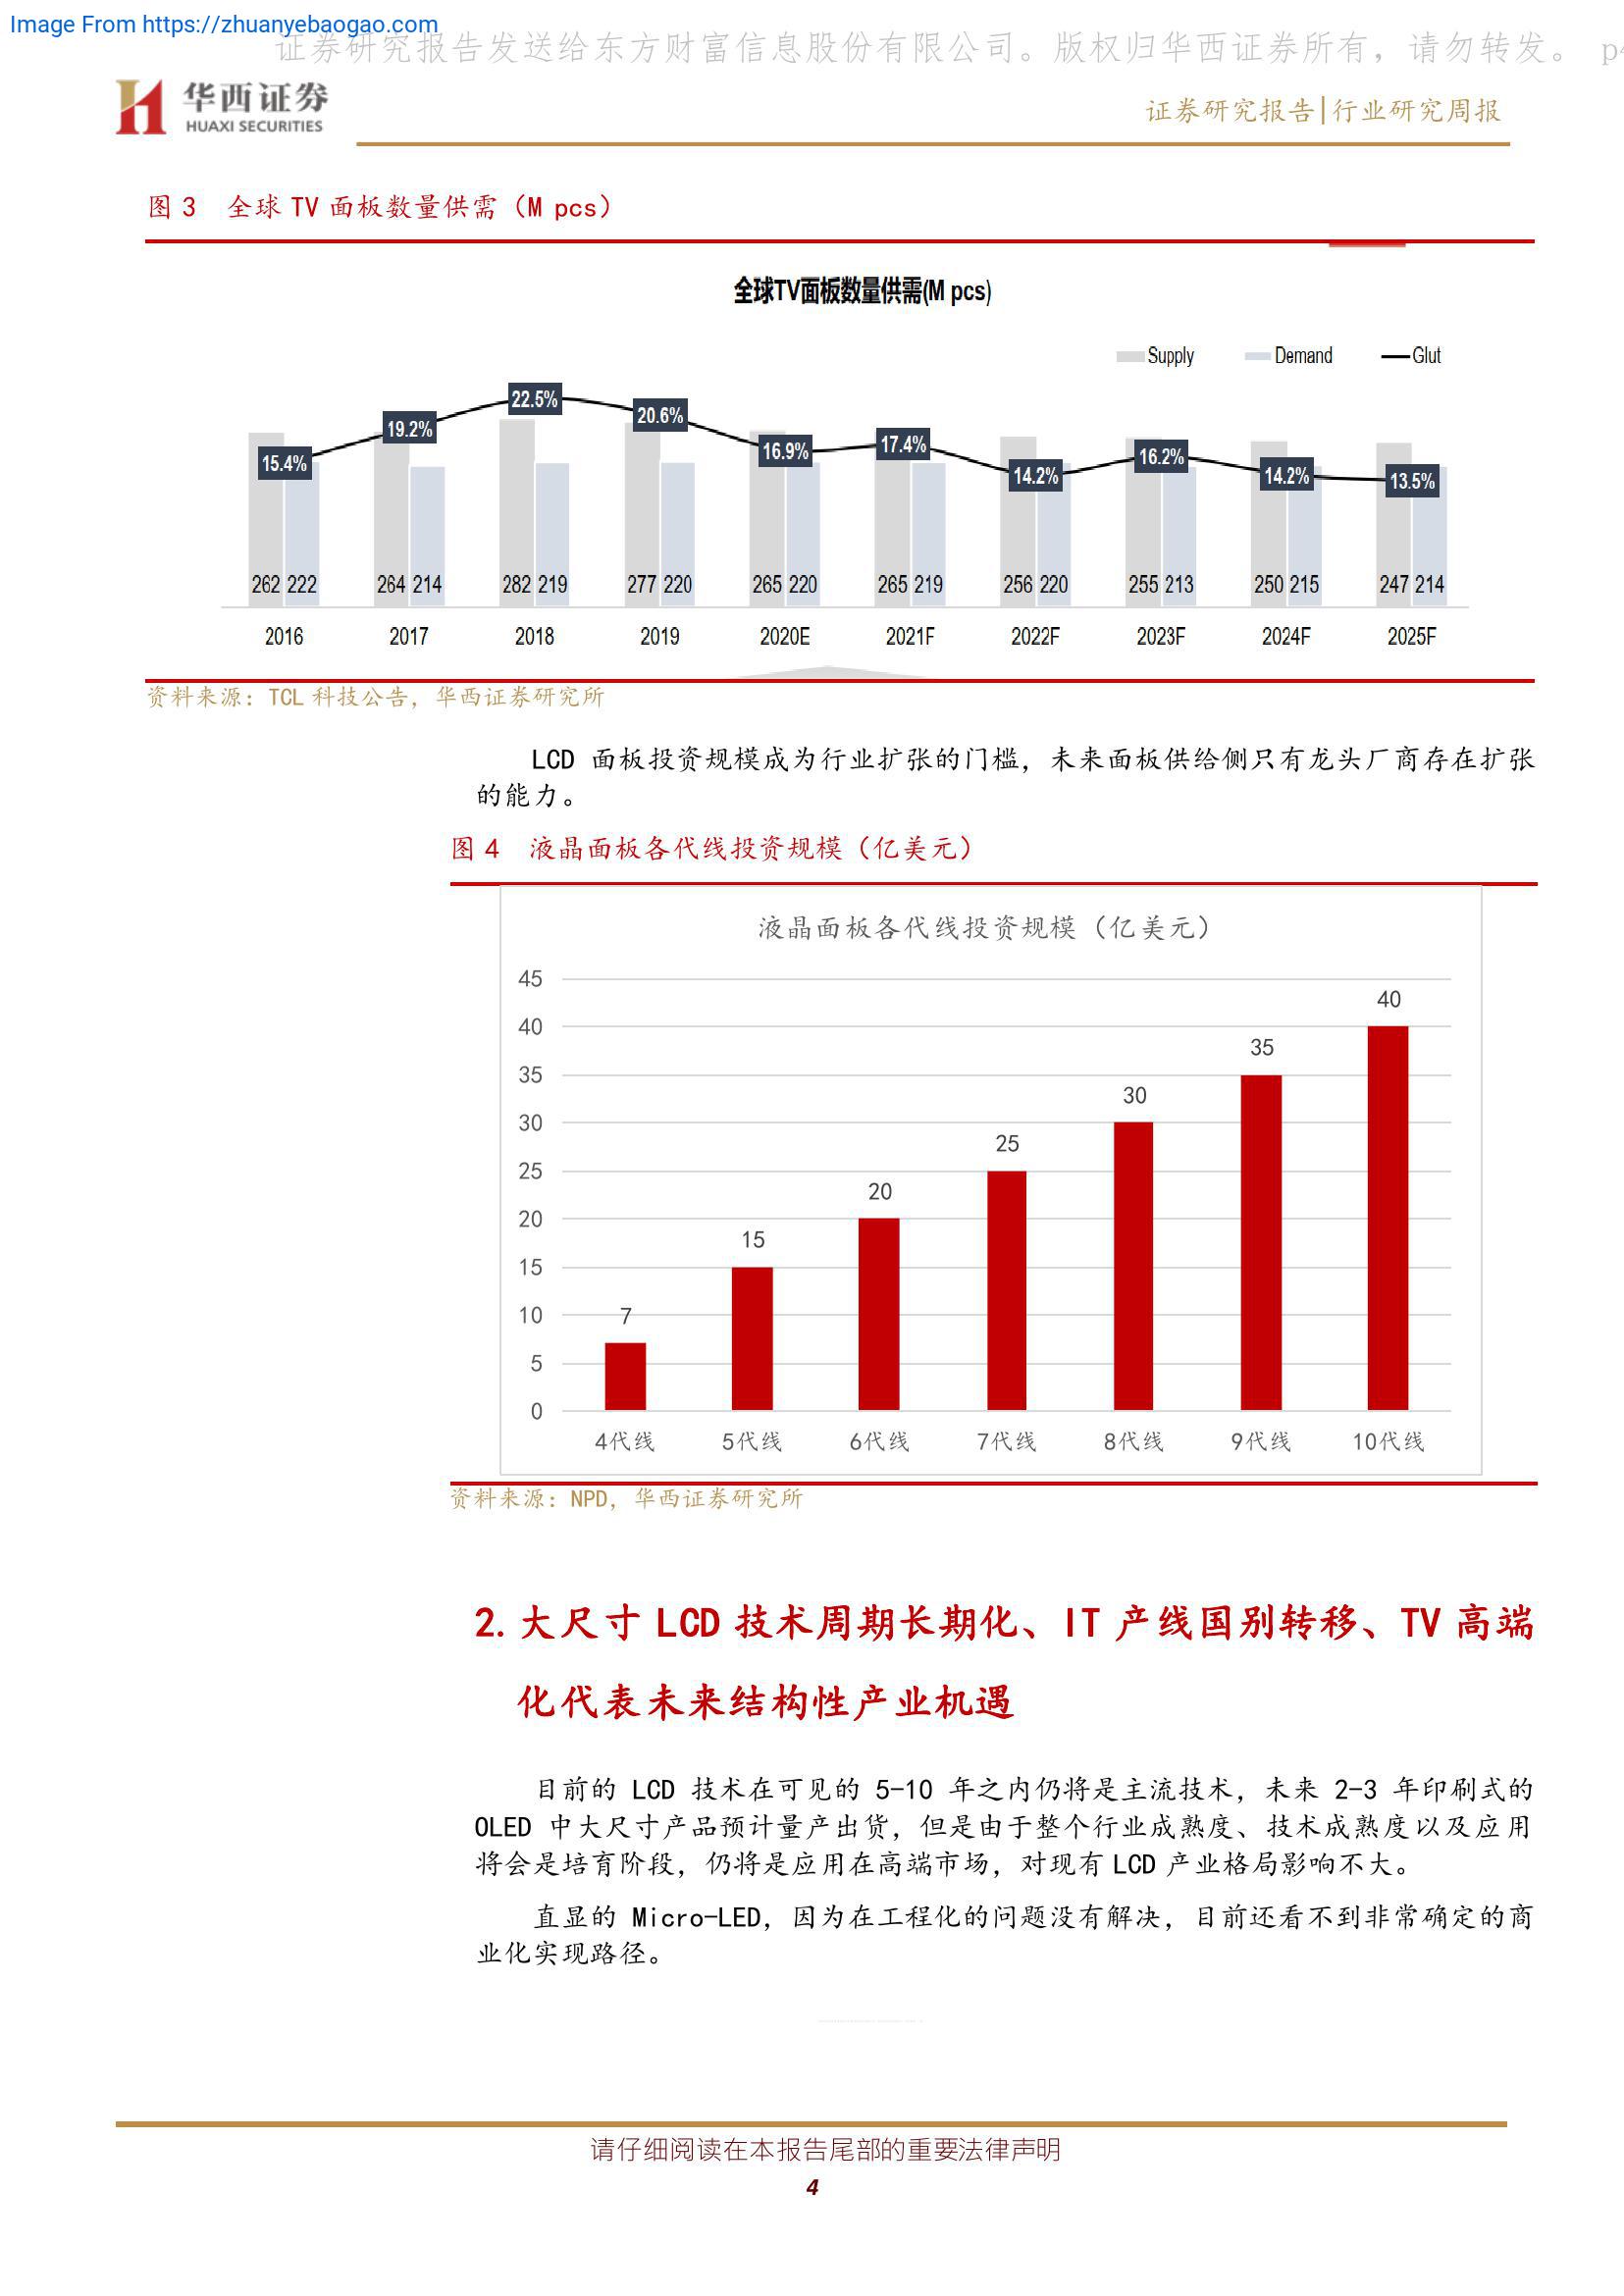 Image From https://zhuanyebaogao.com
证券研究报告发送给东方财富信息股份有限公司。版权归华西证券所有，请勿转发。 p4
华西证券
HUAXI SECURITIES
证券研究报告|行业研究周报
图 3 全球 TV 面板数量供需（M pcs）
全球TV面板数量供需(M pcs)
Supply Demand Glut
15.4% 19.2% 22.5% 20.6% 16.9% 17.4% 14.2% 16.2% 14.2% 13.5%
262 222 264 214 282 219 277 220 265 220 265 219 256 220 255 213 250 215 247 214
2016 2017 2018 2019 2020E 2021F 2022F 2023F 2024F 2025F
资料来源：TCL 科技公告，华西证券研究所
LCD 面板投资规模成为行业扩张的门槛，未来面板供给侧只有龙头厂商存在扩张
的能力。
图 4 液晶面板各代线投资规模（亿美元）
液晶面板各代线投资规模（亿美元）
45
40
35
30
25
20
15
10
5
0
7 15 20 25 30 35 40
4代线 5代线 6代线 7代线 8代线 9代线 10代线
资料来源：NPD，华西证券研究所
2. 大尺寸 LCD 技术周期长期化、IT 产线国别转移、TV 高端
化代表未来结构性产业机遇
目前的 LCD 技术在可见的 5-10 年之内仍将是主流技术，未来 2-3 年印刷式的
OLED 中大尺寸产品预计量产出货，但是由于整个行业成熟度、技术成熟度以及应用
将会是培育阶段，仍将是应用在高端市场，对现有 LCD 产业格局影响不大。
直显的 Micro-LED，因为在工程化的问题没有解决，目前还看不到非常确定的商
业化实现路径。
请仔细阅读在本报告尾部的重要法律声明
4